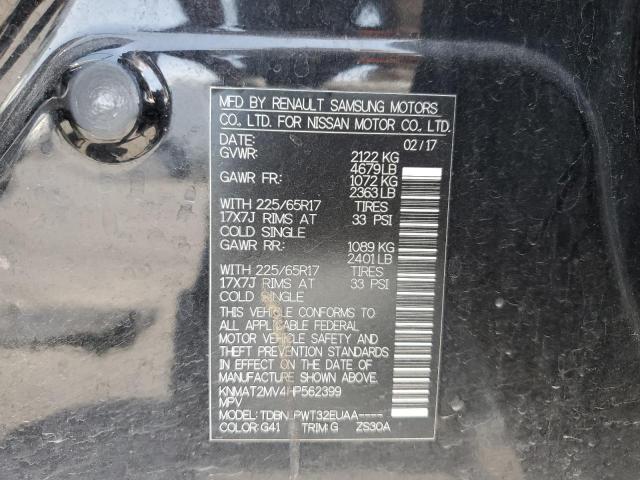 MFD BY RENAULT SAMSUNG MOTORS
CO., LTD. FOR NISSAN MOTOR CO., LTD.
DATE: 02/17
GVWR: 2122 KG
4679 LB
GAWR FR: 1072 KG
2363 LB
WITH 225/65R17 TIRES
17X7J RIMS AT 33 PSI
COLD SINGLE
GAWR RR: 1089 KG
2401 LB
WITH 225/65R17 TIRES
17X7J RIMS AT 33 PSI
COLD SINGLE
THIS VEHICLE CONFORMS TO
ALL APPLICABLE FEDERAL
MOTOR VEHICLE SAFETY AND
THEFT PREVENTION STANDARDS
IN EFFECT ON THE DATE OF
MANUFACTURE SHOWN ABOVE.
KNMAT2MV4HP562399
MPV
MODEL: TDBN PWT32EUAA----
COLOR: G41 TRIM: G ZS30A